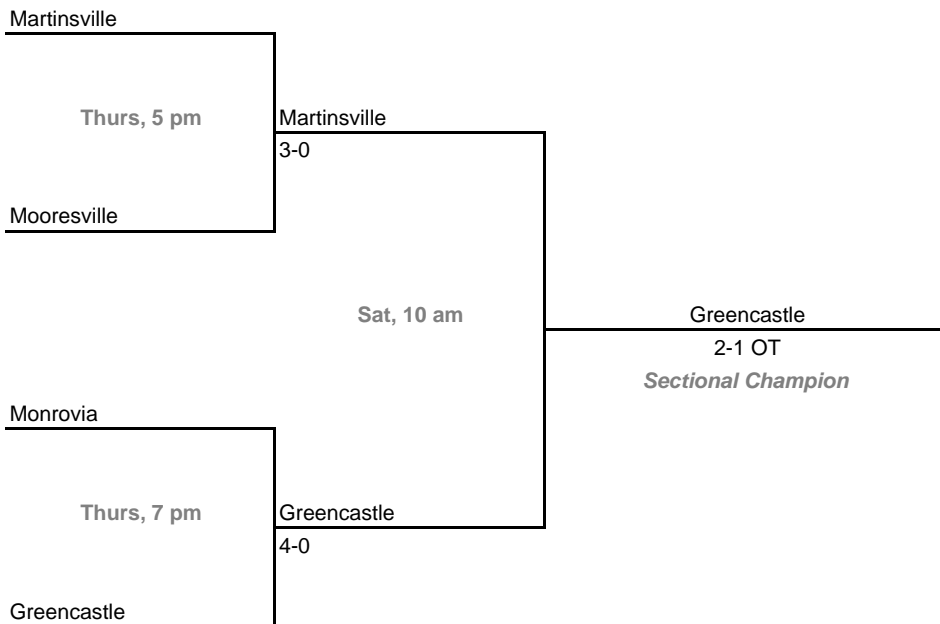 Martinsville
Thurs, 5 pm
Martinsville
3-0
Mooresville
Sat, 10 am
Greencastle
2-1 OT
Sectional Champion
Monrovia
Thurs, 7 pm
Greencastle
4-0
Greencastle